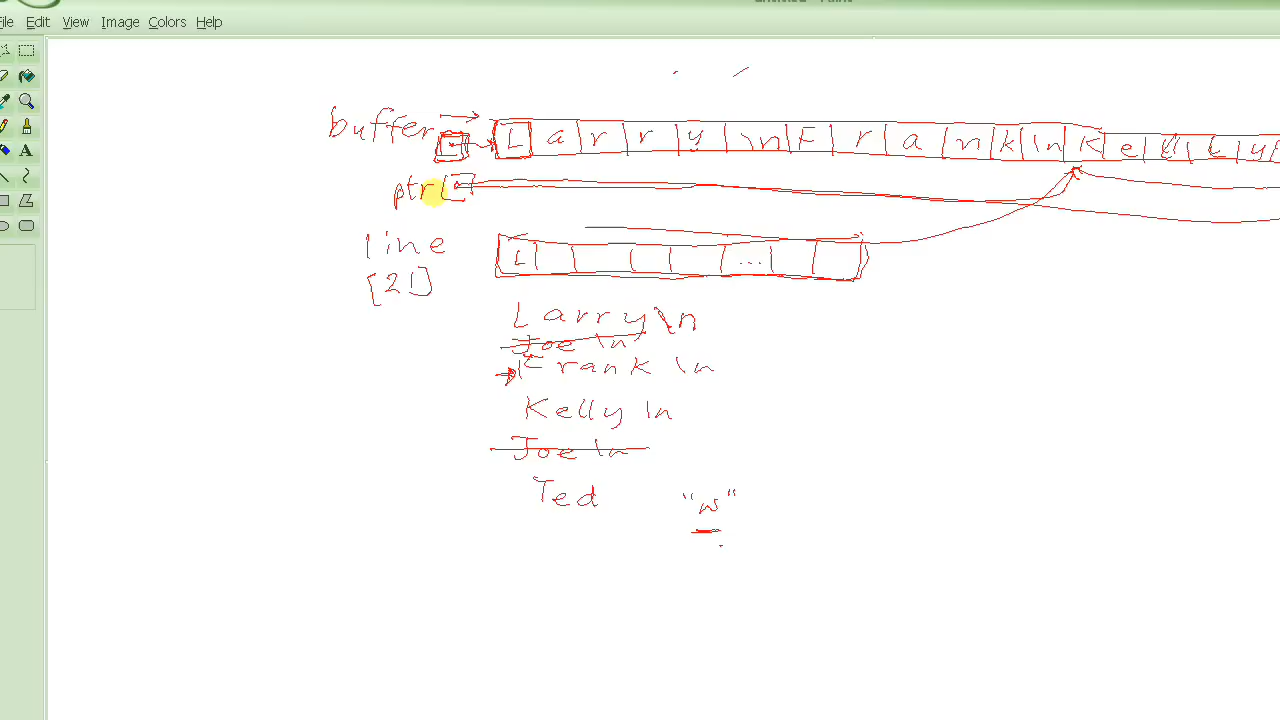 File Edit View Image Colors Help
buffer L a r r y \n F r a n k \n K e l l y
ptr
line L ...
[21]
Larry\n
Joe \n
Frank \n
Kelly \n
Joe \n
Ted "w"